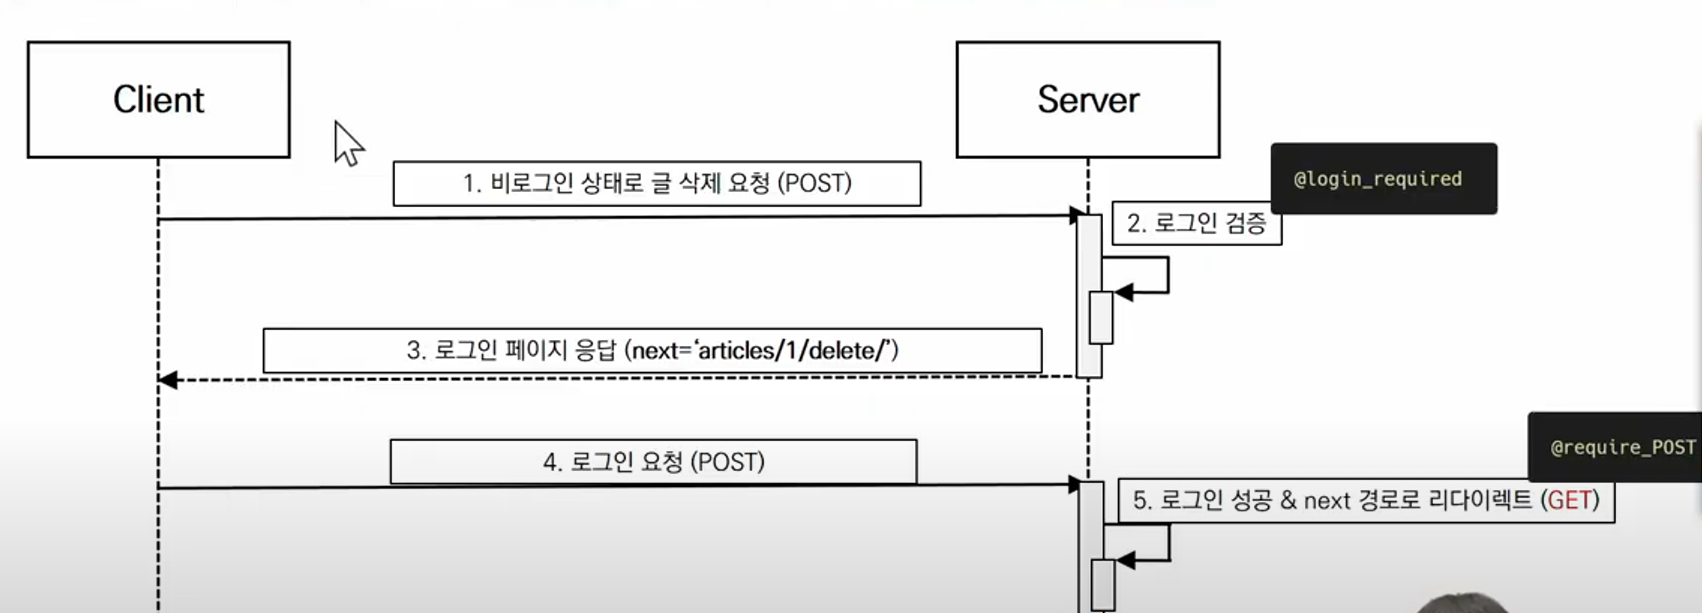 Client
Server
@login_required
1. 비로그인 상태로 글 삭제 요청 (POST)
2. 로그인 검증
3. 로그인 페이지 응답 (next=‘articles/1/delete/’)
@require_POST
4. 로그인 요청 (POST)
5. 로그인 성공 & next 경로로 리다이렉트 (GET)